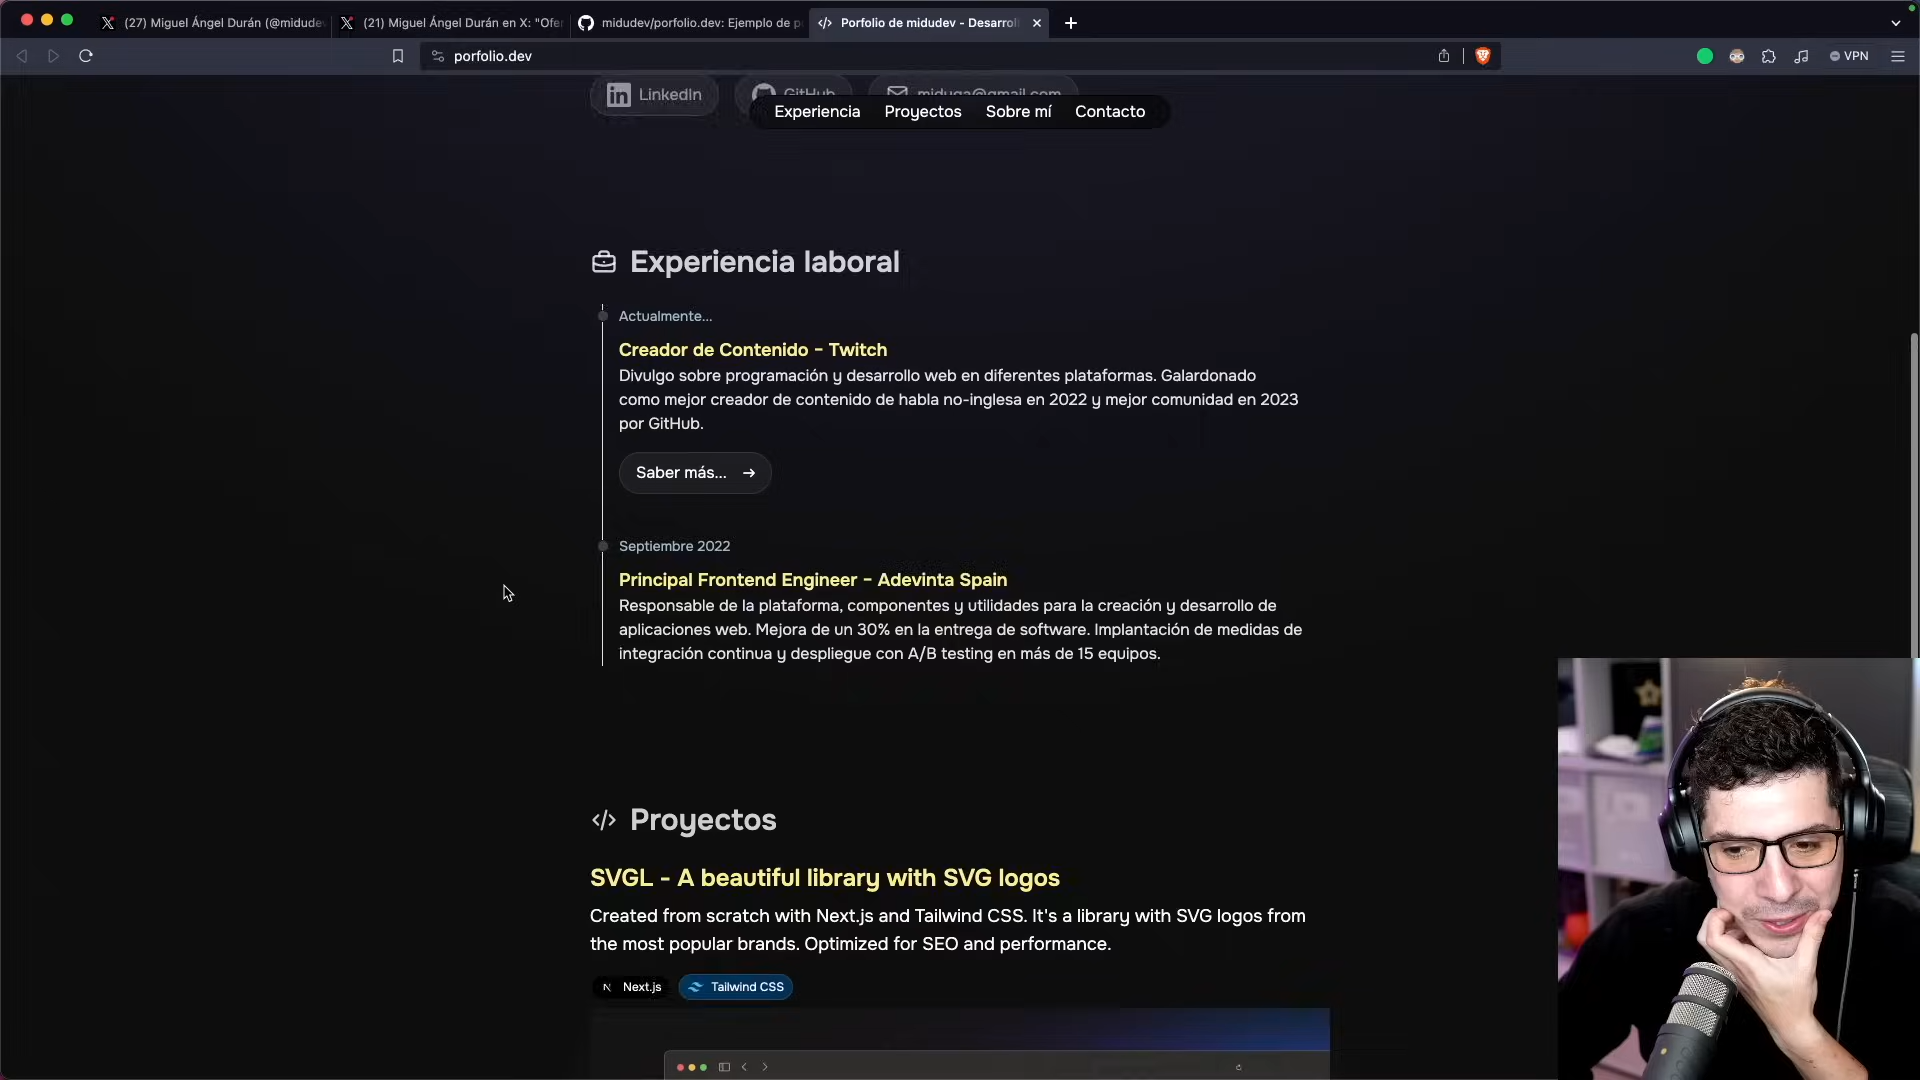 (27) Miguel Ángel Durán (@midudev
(21) Miguel Ángel Durán en X: "Ofer
midudev/porfolio.dev: Ejemplo de p
Porfolio de midudev - Desarroll
porfolio.dev
VPN
LinkedIn
GitHub
miduga@gmail.com
Experiencia
Proyectos
Sobre mí
Contacto
Experiencia laboral
Actualmente...
Creador de Contenido - Twitch
Divulgo sobre programación y desarrollo web en diferentes plataformas. Galardonado
como mejor creador de contenido de habla no-inglesa en 2022 y mejor comunidad en 2023
por GitHub.
Saber más...
Septiembre 2022
Principal Frontend Engineer - Adevinta Spain
Responsable de la plataforma, componentes y utilidades para la creación y desarrollo de
aplicaciones web. Mejora de un 30% en la entrega de software. Implantación de medidas de
integración continua y despliegue con A/B testing en más de 15 equipos.
</> Proyectos
SVGL - A beautiful library with SVG logos
Created from scratch with Next.js and Tailwind CSS. It's a library with SVG logos from
the most popular brands. Optimized for SEO and performance.
Next.js
Tailwind CSS